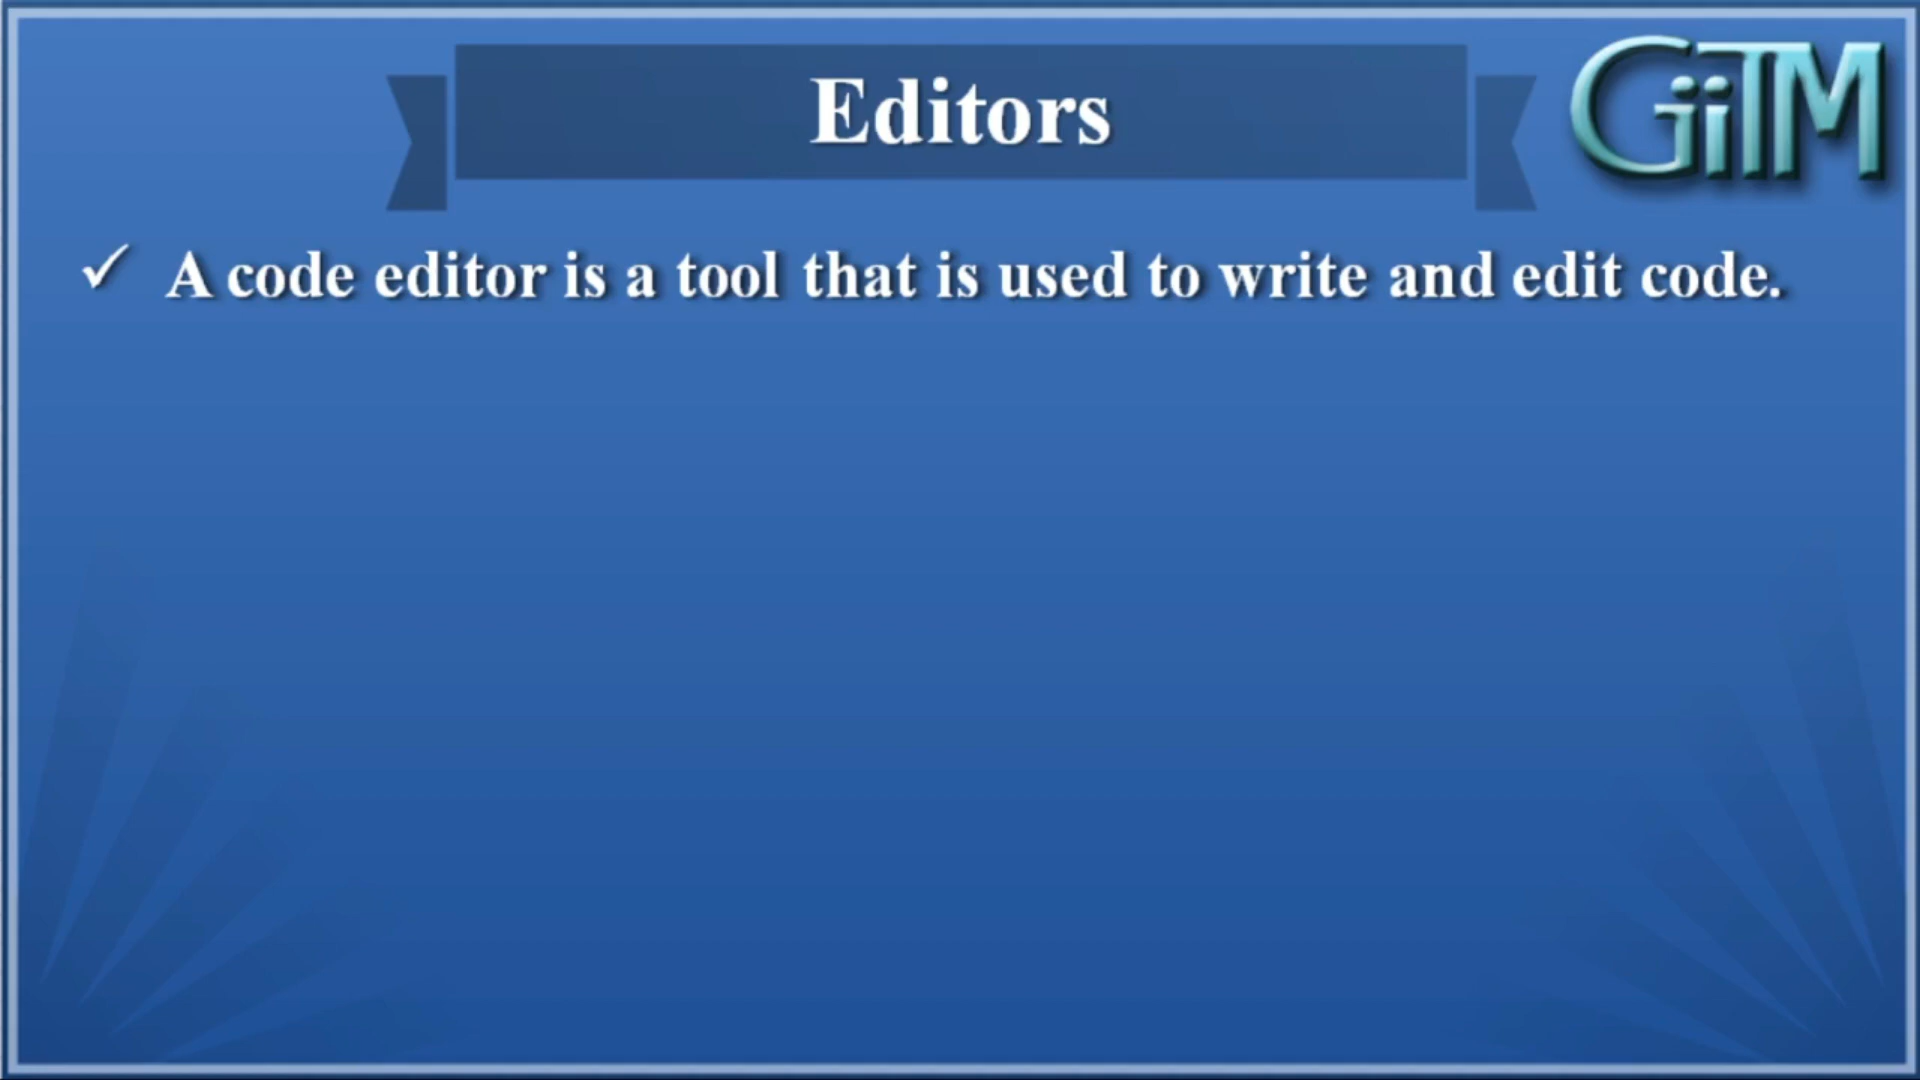 Editors
GiiTM
✓ A code editor is a tool that is used to write and edit code.